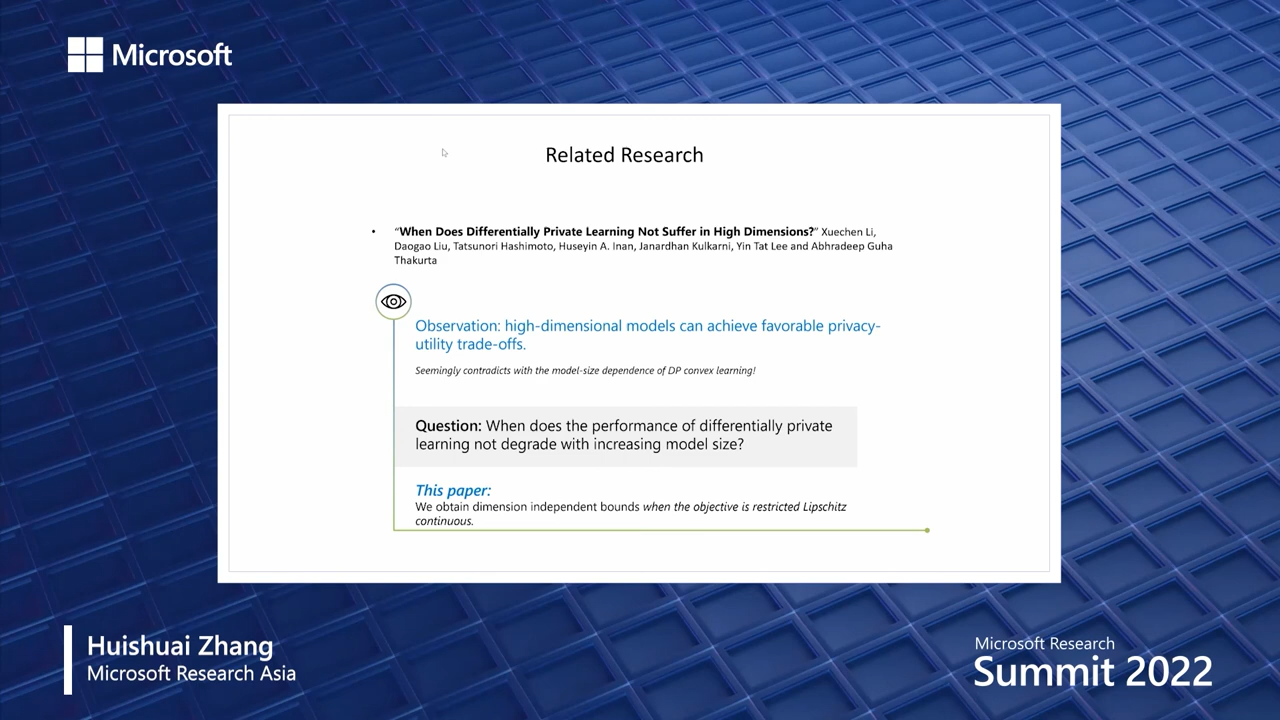 Microsoft
Related Research
• “When Does Differentially Private Learning Not Suffer in High Dimensions?” Xuechen Li,
Daogao Liu, Tatsunori Hashimoto, Huseyin A. Inan, Janardhan Kulkarni, Yin Tat Lee and Abhradeep Guha
Thakurta
Observation: high-dimensional models can achieve favorable privacy-
utility trade-offs.
Seemingly contradicts with the model-size dependence of DP convex learning!
Question: When does the performance of differentially private
learning not degrade with increasing model size?
This paper:
We obtain dimension independent bounds when the objective is restricted Lipschitz
continuous.
Huishuai Zhang
Microsoft Research Asia
Microsoft Research
Summit 2022